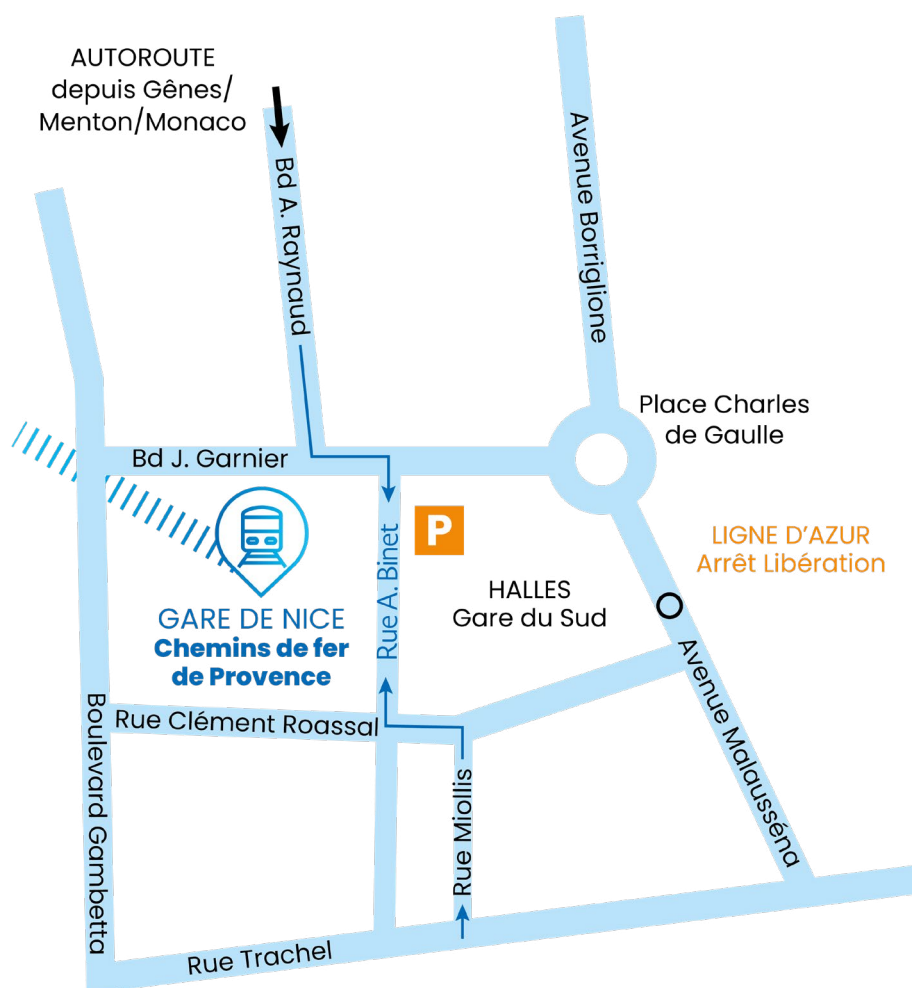 AUTOROUTE
depuis Gênes/
Menton/Monaco
Bd A. Raynaud
Avenue Borriglione
Place Charles
de Gaulle
Bd J. Garnier
P
Rue A. Binet
LIGNE D'AZUR
Arrêt Libération
HALLES
Gare du Sud
GARE DE NICE
Chemins de fer
de Provence
Avenue Malausséna
Rue Clément Roassal
Boulevard Gambetta
Rue Miollis
Rue Trachel